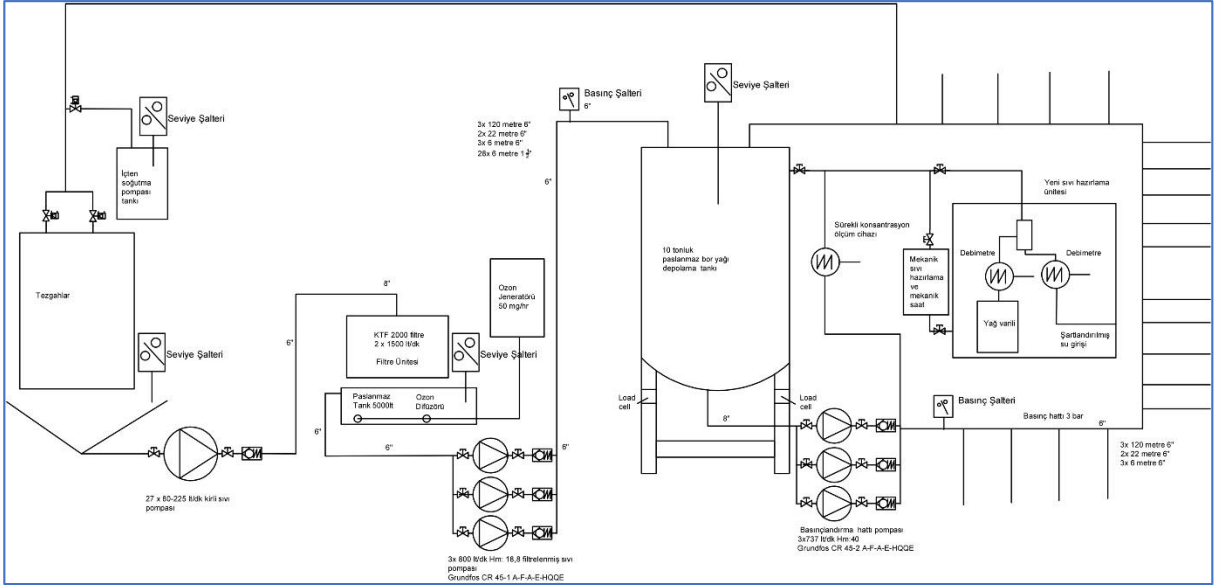 Seviye Şalteri
İçten
soğutma
pompası
tankı
Tezgahlar
Seviye Şalteri
6"
27 x 80-225 lt/dk kirli sıvı
pompası
8"
KTF 2000 filtre
2 x 1500 lt/dk
Filtre Ünitesi
Seviye Şalteri
Ozon
Jeneratörü
50 mg/hr
Paslanmaz
Tank 5000lt
Ozon
Difüzörü
6"
6"
6"
3x 800 lt/dk Hm: 18,8 filtrelenmiş sıvı
pompası
Grundfos CR 45-1 A-F-A-E-HQQE
Basınç Şalteri
6"
3x 120 metre 6"
2x 22 metre 6"
3x 6 metre 6"
28x 6 metre 1½"
6"
Seviye Şalteri
10 tonluk
paslanmaz bor yağı
depolama tankı
Load
cell
Load
cell
8"
Basınçlandırma hattı pompası
3x737 lt/dk Hm:40
Grundfos CR 45-2 A-F-A-E-HQQE
Sürekli konsantrasyon
ölçüm cihazı
Mekanik
sıvı
hazırlama
ve
mekanik
saat
Yeni sıvı hazırlama
ünitesi
Debimetre
Debimetre
Yağ varili
Şartlandırılmış
su girişi
Basınç Şalteri
Basınç hattı 3 bar
6"
3x 120 metre 6"
2x 22 metre 6"
3x 6 metre 6"